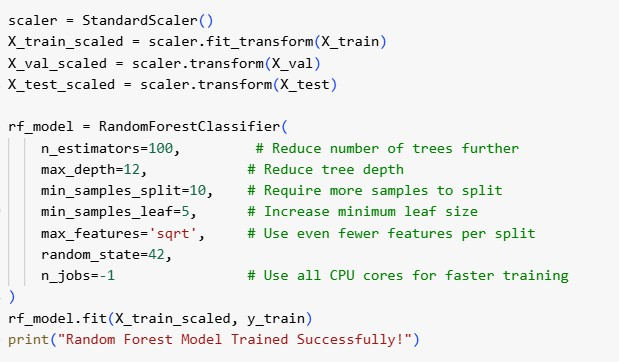 scaler = StandardScaler()
X_train_scaled = scaler.fit_transform(X_train)
X_val_scaled = scaler.transform(X_val)
X_test_scaled = scaler.transform(X_test)

rf_model = RandomForestClassifier(
    n_estimators=100,         # Reduce number of trees further
    max_depth=12,            # Reduce tree depth
    min_samples_split=10,    # Require more samples to split
    min_samples_leaf=5,      # Increase minimum leaf size
    max_features='sqrt',     # Use even fewer features per split
    random_state=42,
    n_jobs=-1                # Use all CPU cores for faster training
)
rf_model.fit(X_train_scaled, y_train)
print("Random Forest Model Trained Successfully!")